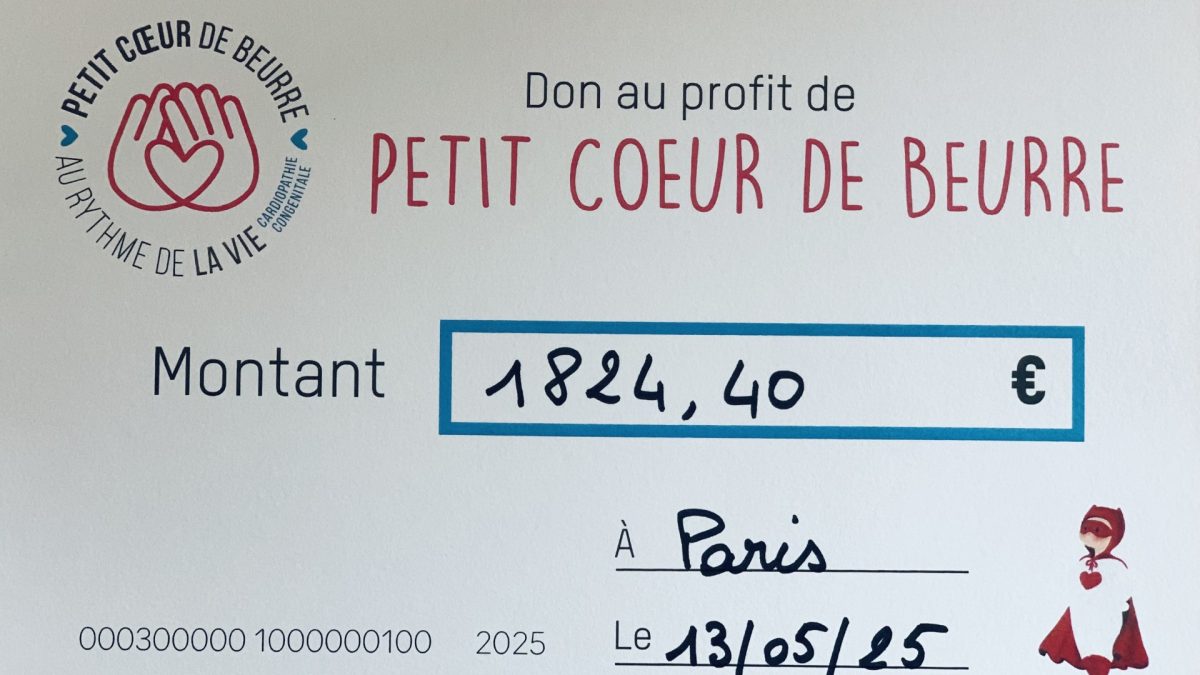 PETIT CŒUR DE BEURRE
AU RYTHME DE LA VIE
CARDIOPATHIE
CONGENITALE
Don au profit de
PETIT COEUR DE BEURRE
Montant
1824,40 €
À Paris
000300000 1000000100 2025
Le 13/05/25